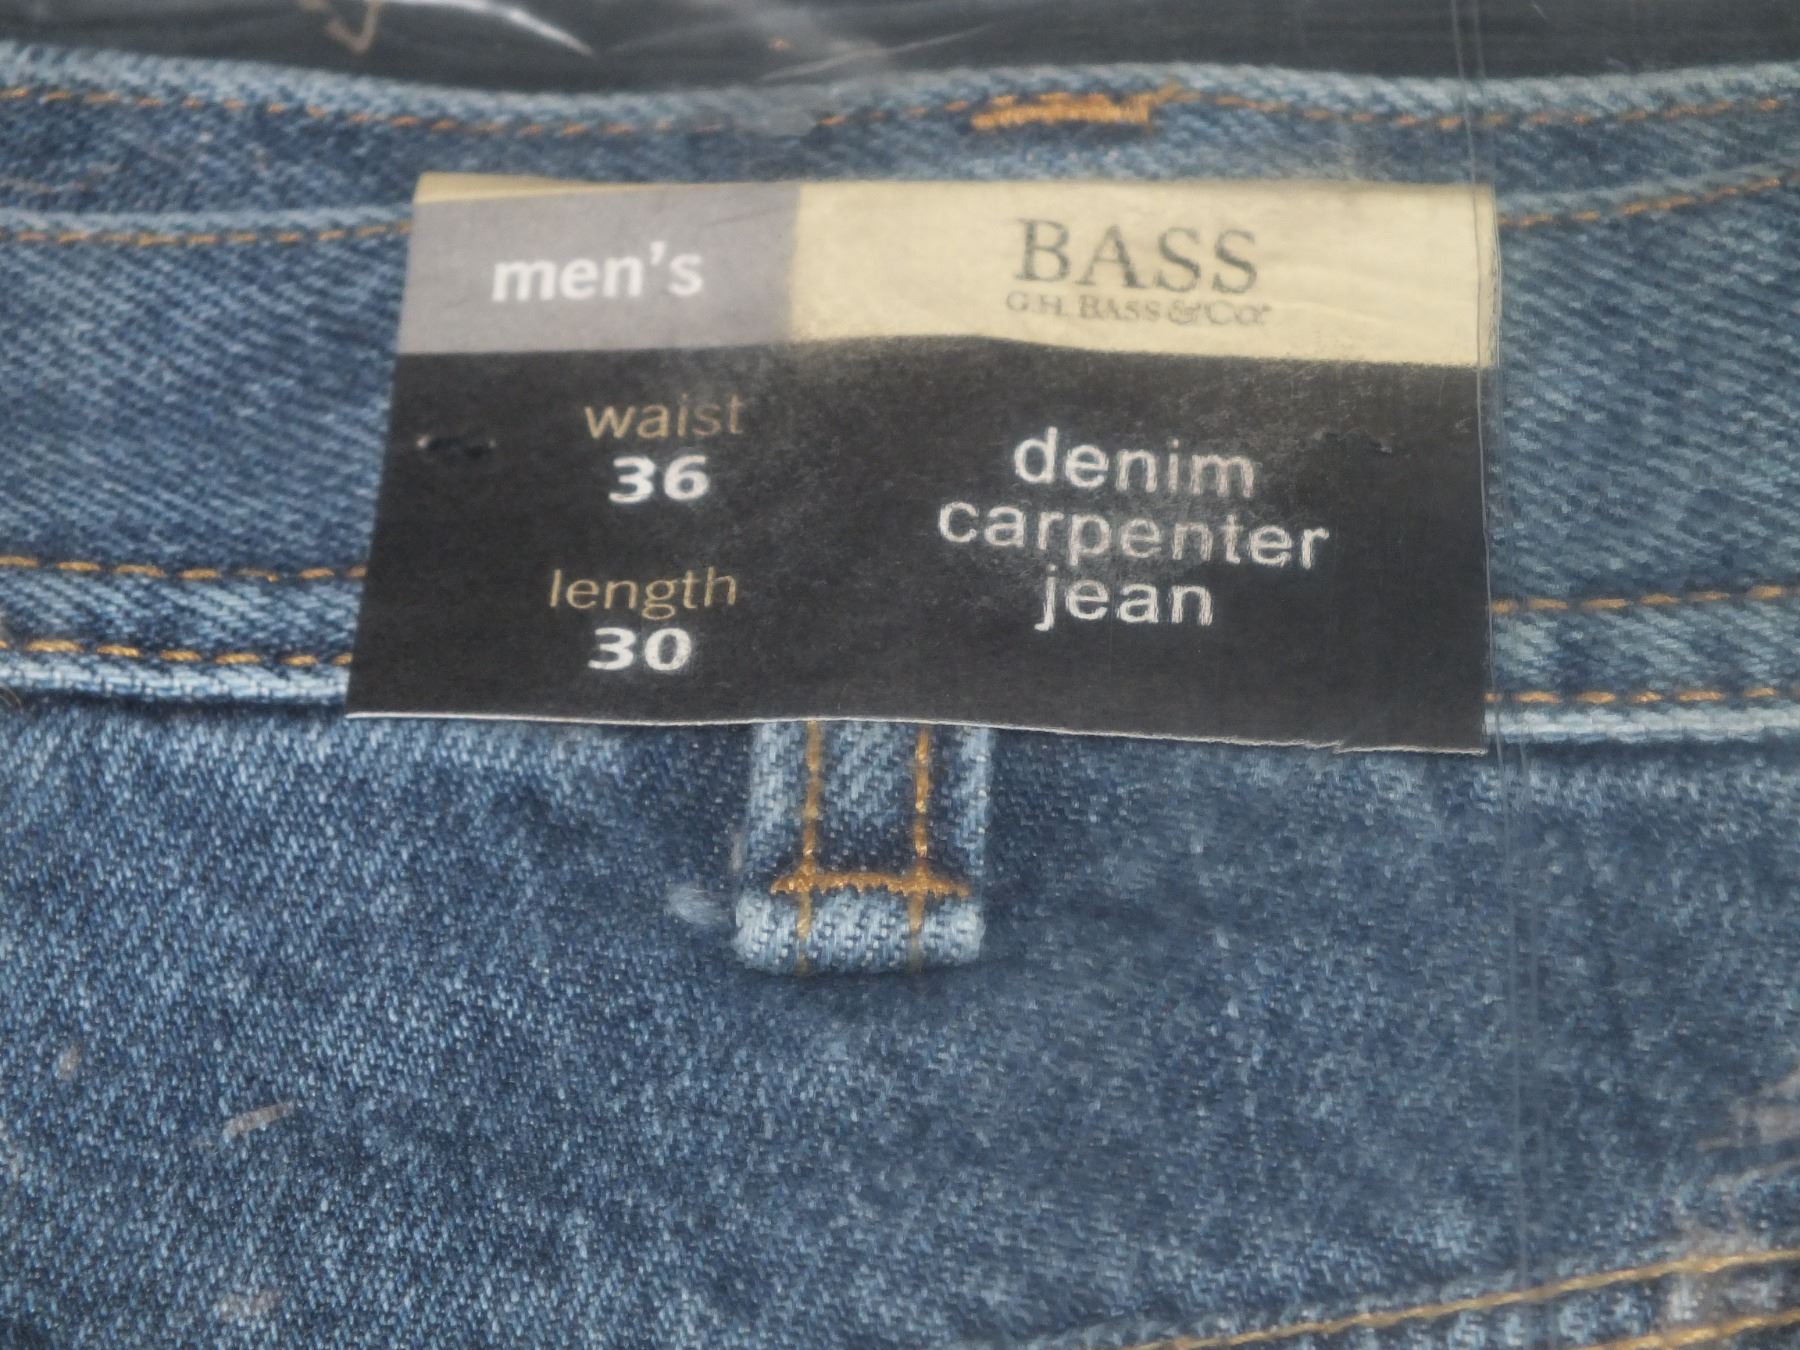 men's
BASS
G.H. BASS & CO.
waist
36
length
30
denim
carpenter
jean